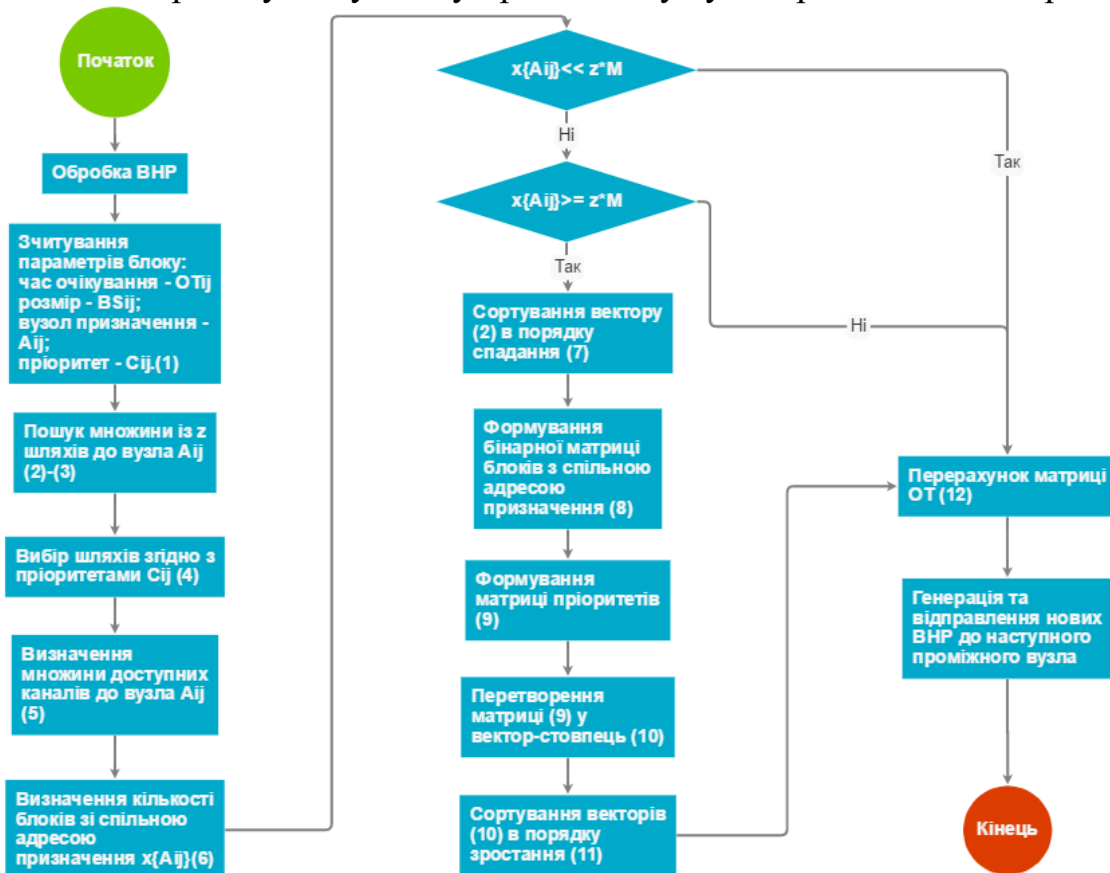 Початок
Обробка BHP
Зчитування
параметрів блоку:
час очікування - OTij
розмір - BSij;
вузол призначення -
Aij;
пріоритет - Cij.(1)
Пошук множини із z
шляхів до вузла Aij
(2)-(3)
Вибір шляхів згідно з
пріоритетами Cij (4)
Визначення
множини доступних
каналів до вузла Aij
(5)
Визначення кількості
блоків зі спільною
адресою
призначення x{Aij}(6)
x{Aij}<< z*M
Ні
Так
x{Aij}>= z*M
Так
Ні
Сортування вектору
(2) в порядку
спадання (7)
Формування
бінарної матриці
блоків з спільною
адресою
призначення (8)
Формування
матриці пріоритетів
(9)
Перетворення
матриці (9) у
вектор-стовпець (10)
Сортування векторів
(10) в порядку
зростання (11)
Перерахунок матриці
ОТ (12)
Генерація та
відправлення нових
BHP до наступного
проміжного вузла
Кінець